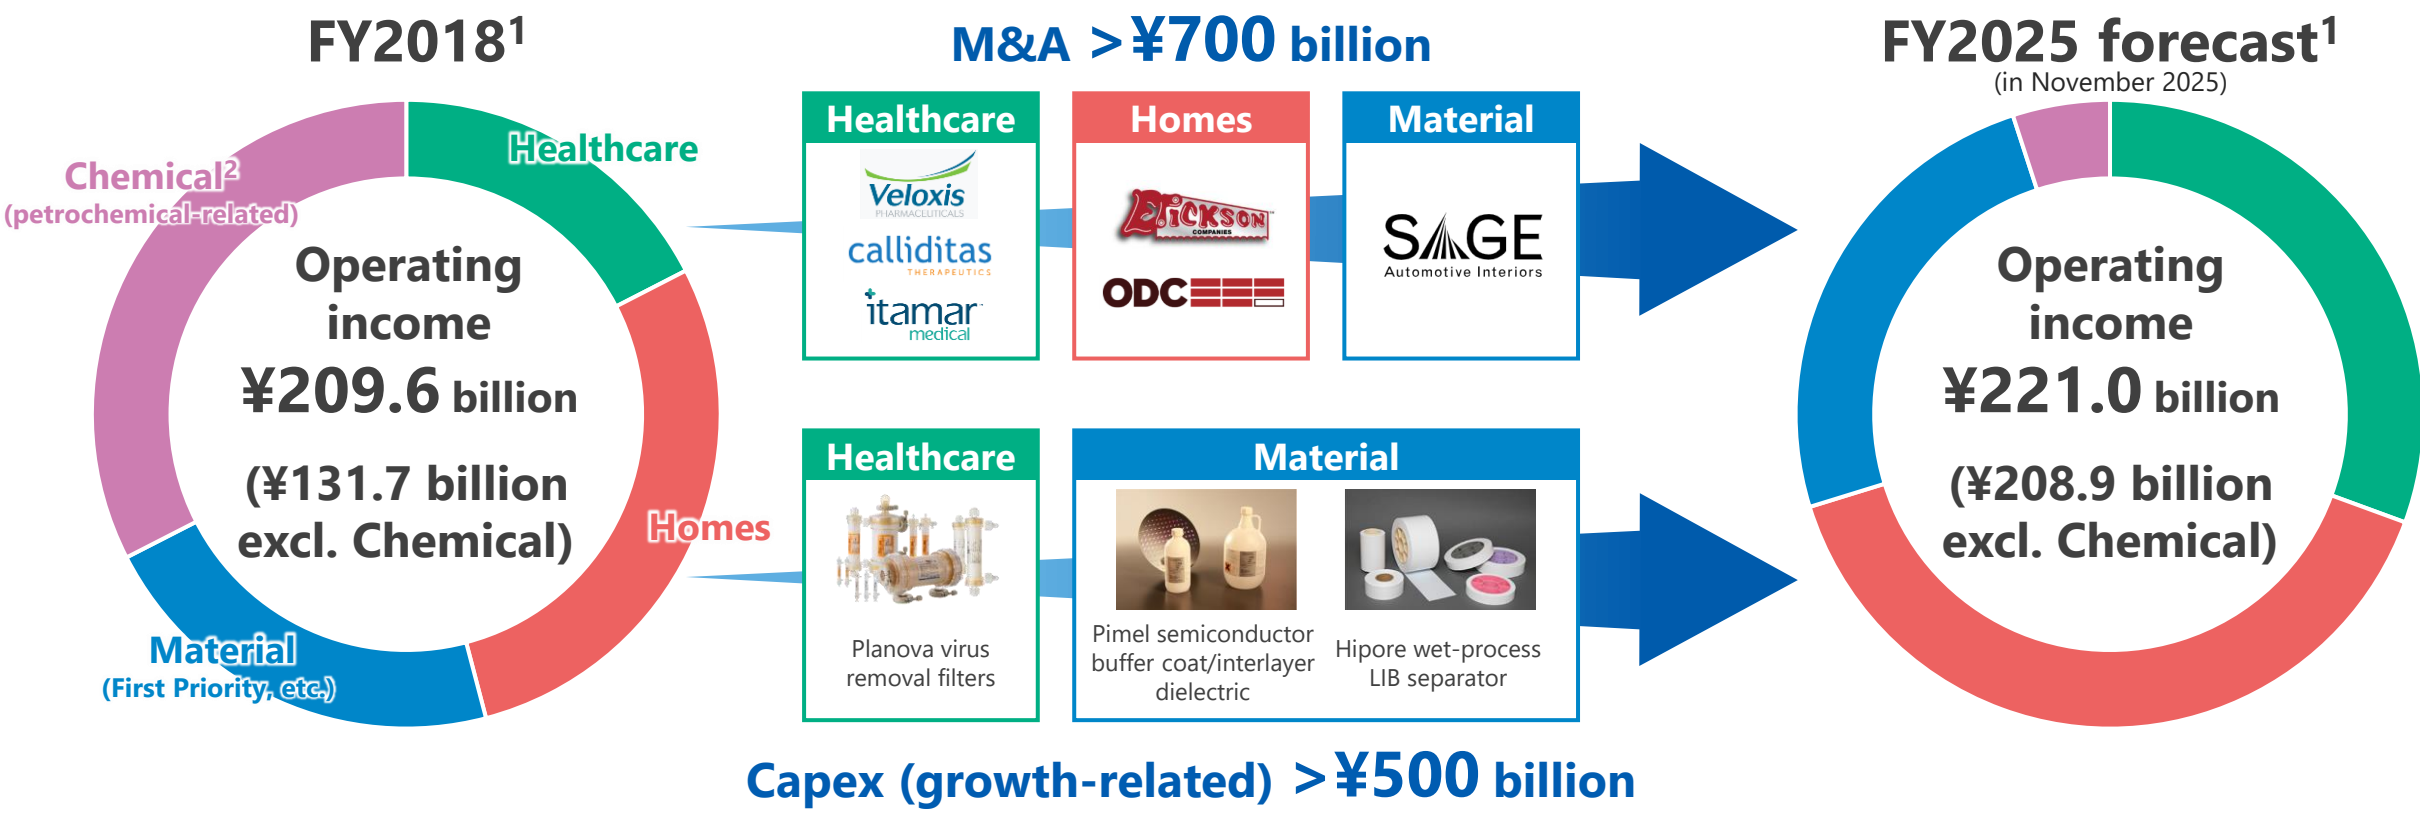 FY2018¹
Chemical²
(petrochemical-related)
Healthcare
Operating
income
¥209.6 billion
(¥131.7 billion
excl. Chemical)
Homes
Material
(First Priority, etc.)
M&A >¥700 billion
Healthcare
Veloxis
PHARMACEUTICALS
calliditas
THERAPEUTICS
itamar
medical
Homes
ERICKSON
COMPANIES
ODC
Material
SAGE
Automotive Interiors
Healthcare
Planova virus
removal filters
Material
Pimel semiconductor
buffer coat/interlayer
dielectric
Hipore wet-process
LIB separator
Capex (growth-related) >¥500 billion
FY2025 forecast¹
(in November 2025)
Operating
income
¥221.0 billion
(¥208.9 billion
excl. Chemical)